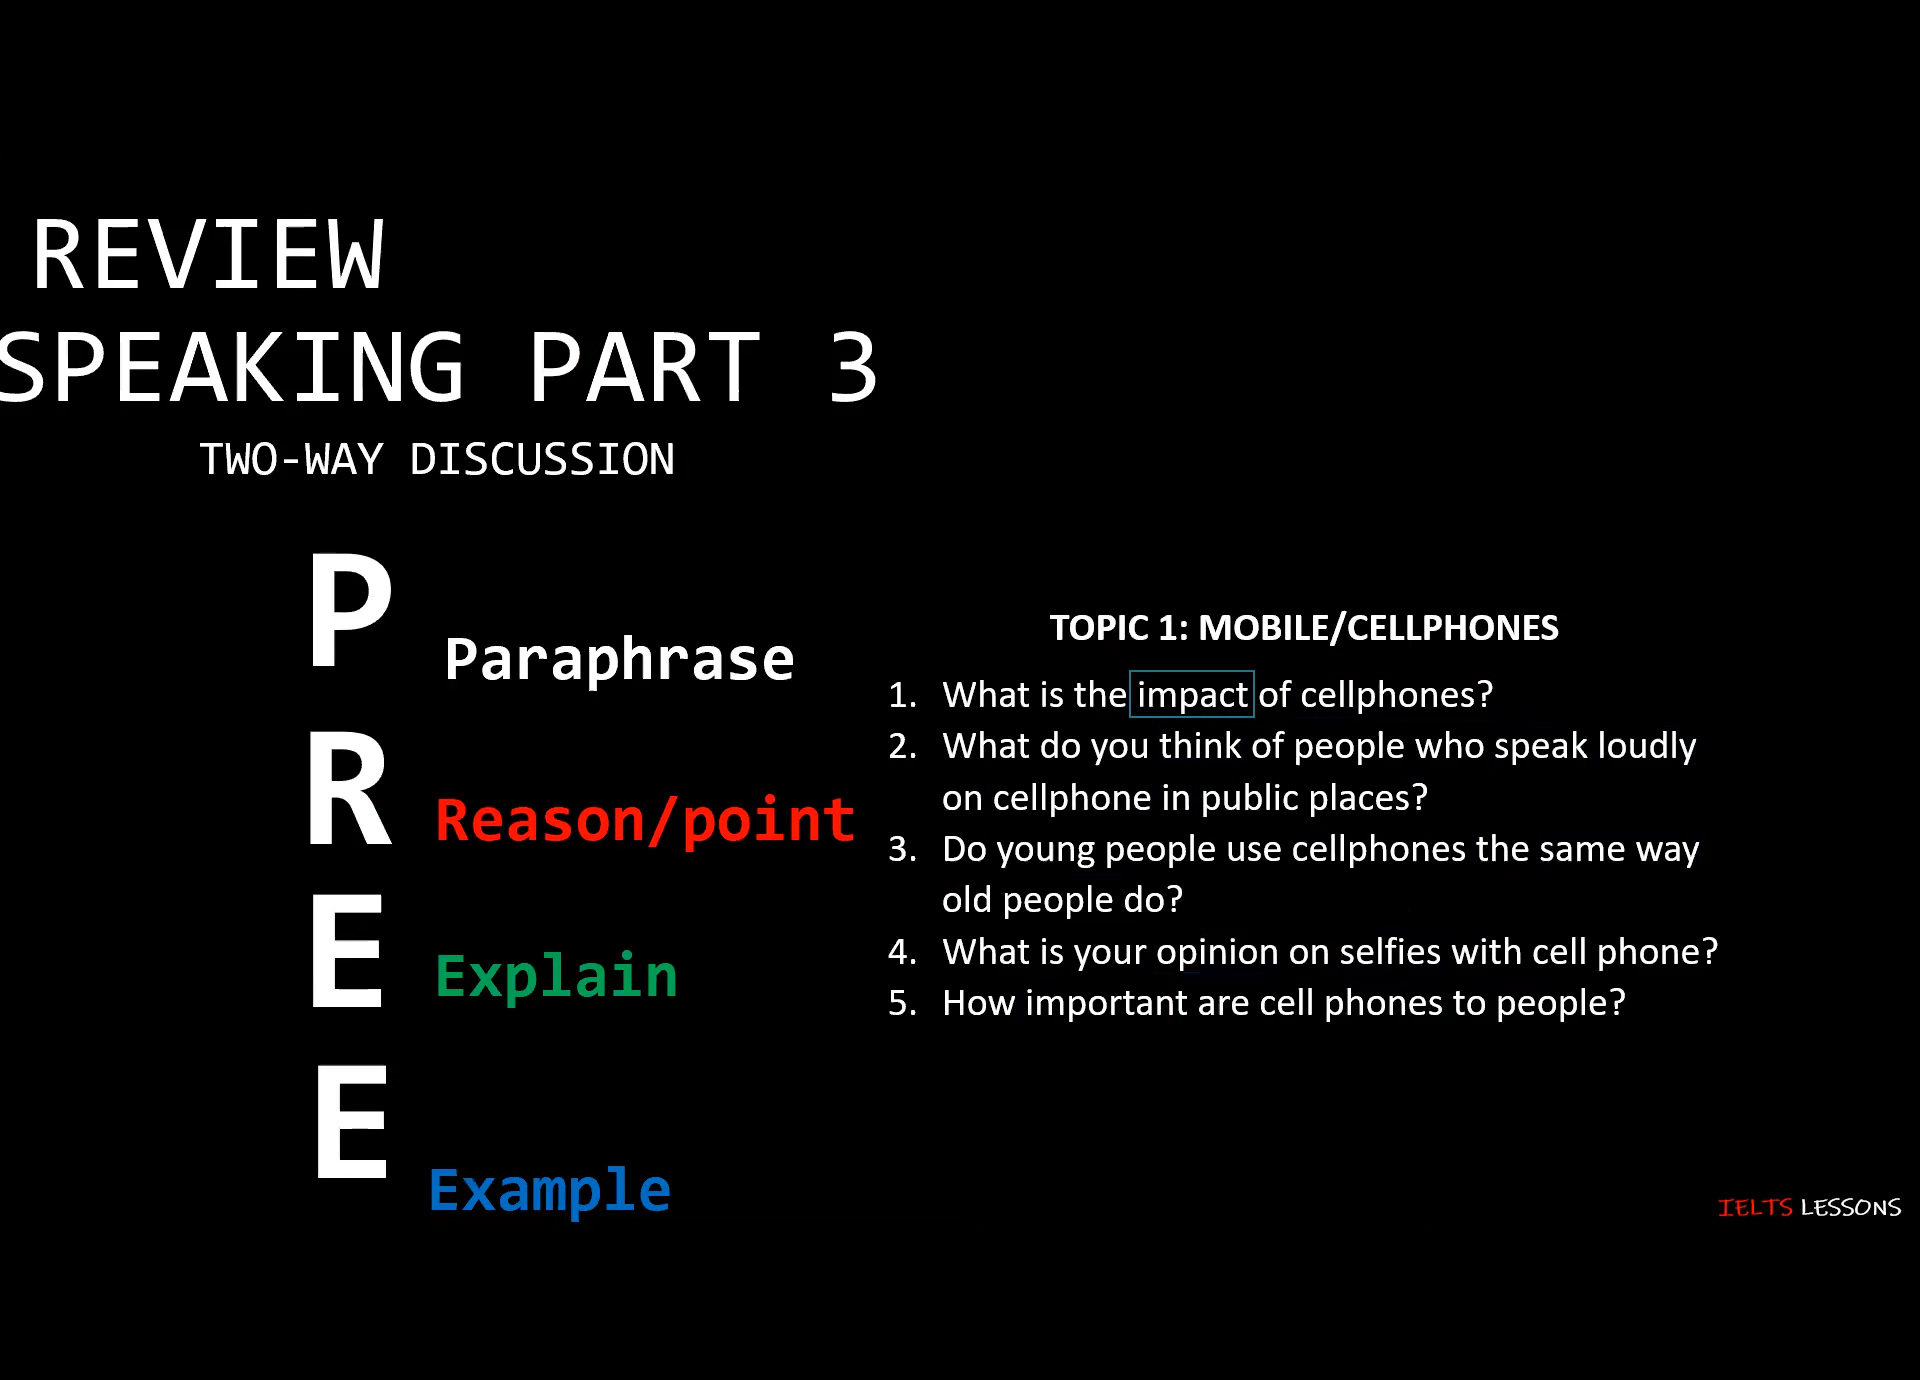 REVIEW
SPEAKING PART 3
TWO-WAY DISCUSSION
P Paraphrase
R Reason/point
E Explain
E Example
TOPIC 1: MOBILE/CELLPHONES
1. What is the impact of cellphones?
2. What do you think of people who speak loudly
on cellphone in public places?
3. Do young people use cellphones the same way
old people do?
4. What is your opinion on selfies with cell phone?
5. How important are cell phones to people?
IELTS LESSONS